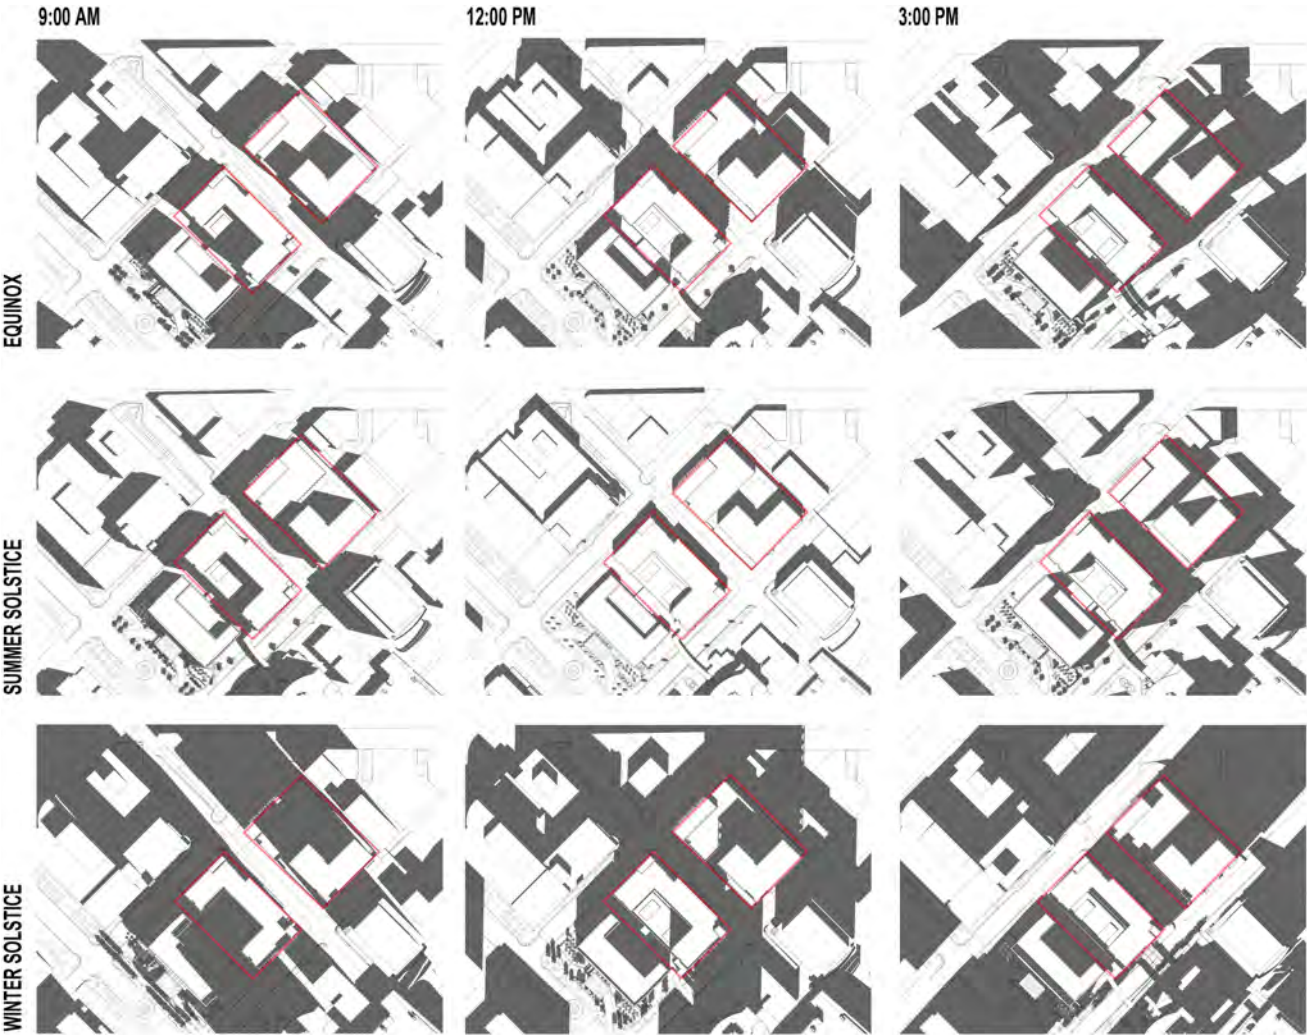 9:00 AM
12:00 PM
3:00 PM
EQUINOX
SUMMER SOLSTICE
WINTER SOLSTICE